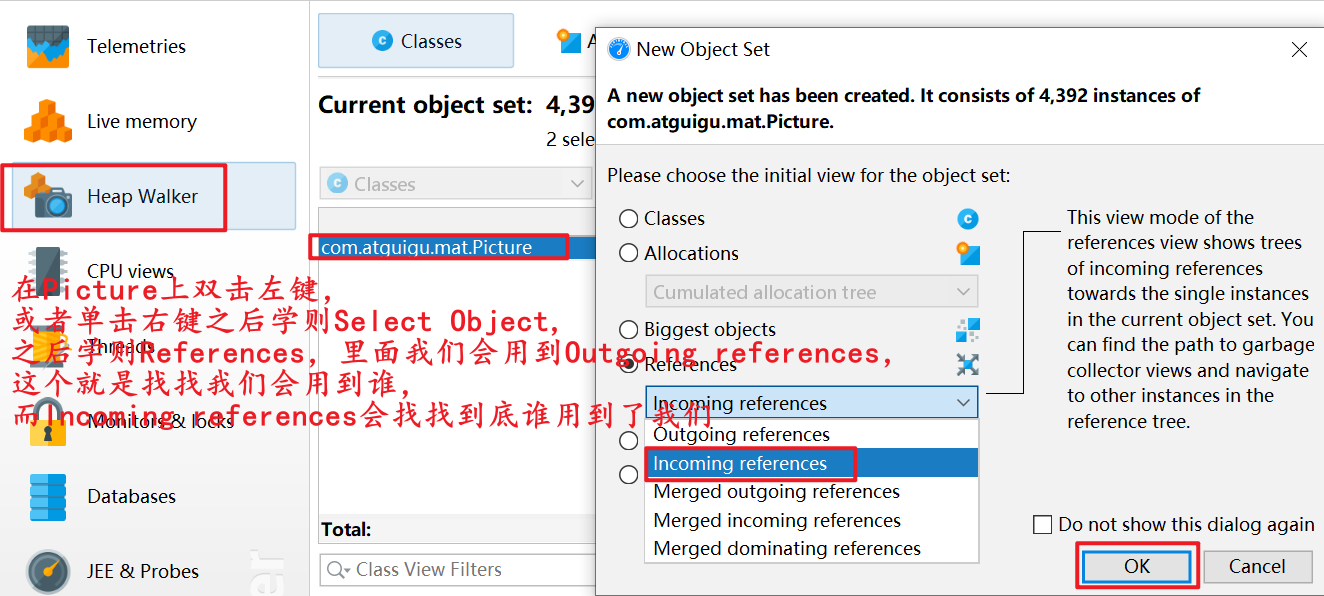 Telemetries
Live memory
Heap Walker
CPU views
Threads
Monitors & locks
Databases
JEE & Probes
Classes
A
Current object set: 4,39
2 sele
Classes
com.atguigu.mat.Picture
Total:
Class View Filters
在Picture上双击左键，
或者单击右键之后学则Select Object，
之后学则References，里面我们会用到Outgoing references，
这个就是找找我们会用到谁，
而Incoming references会找找到底谁用到了我们
New Object Set
A new object set has been created. It consists of 4,392 instances of
com.atguigu.mat.Picture.
Please choose the initial view for the object set:
Classes
Allocations
Cumulated allocation tree
Biggest objects
References
Incoming references
Outgoing references
Incoming references
Merged outgoing references
Merged incoming references
Merged dominating references
This view mode of the
references view shows trees
of incoming references
towards the single instances
in the current object set. You
can find the path to garbage
collector views and navigate
to other instances in the
reference tree.
Do not show this dialog again
OK
Cancel